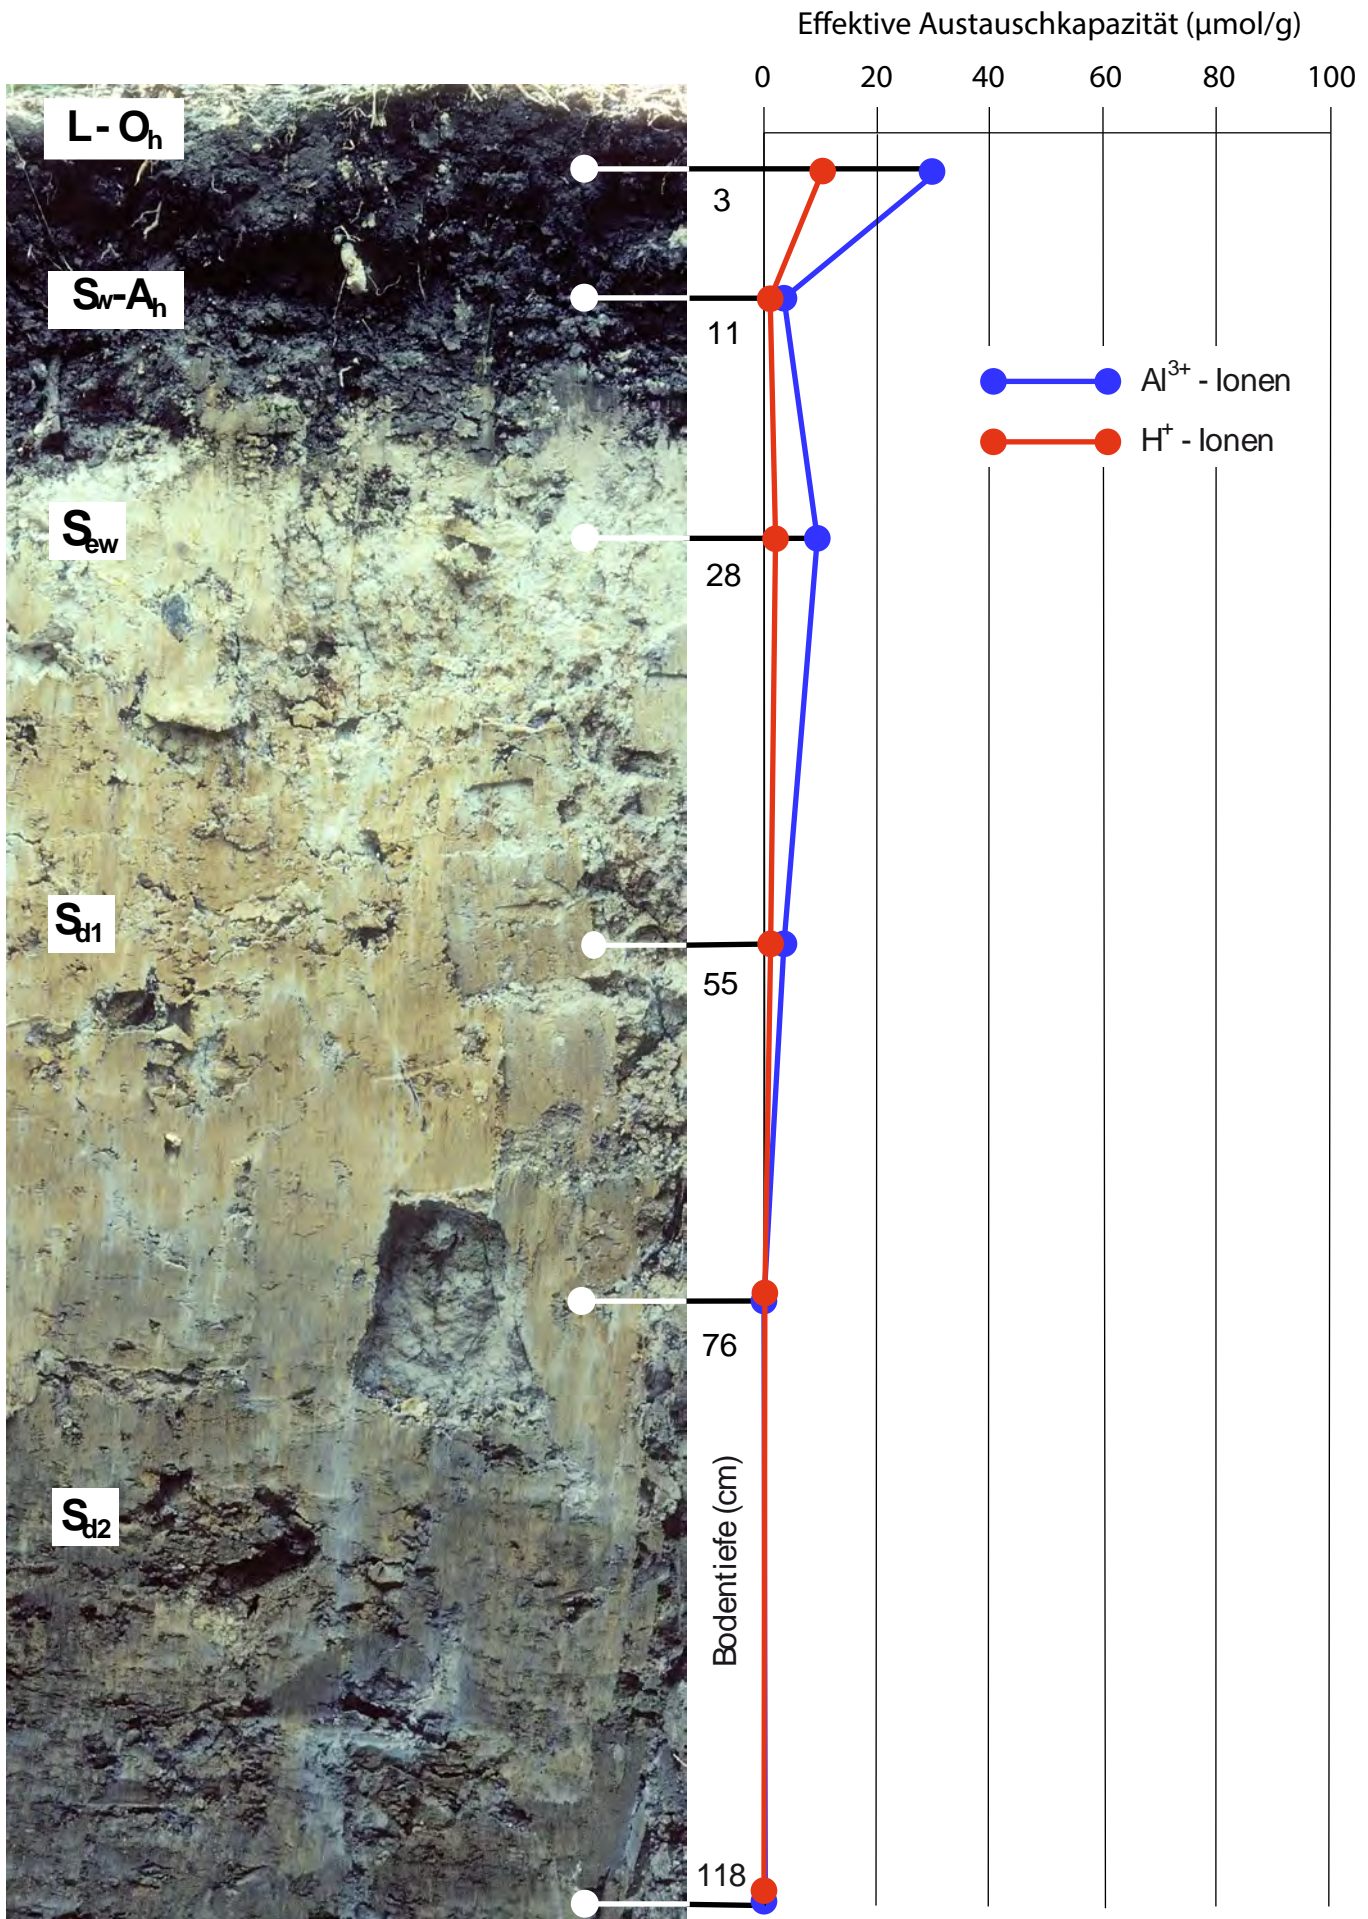 Effektive Austauschkapazität (µmol/g)
0 20 40 60 80 100
L - Oh
3
Sw-Ah
11
Al³⁺ - Ionen
H⁺ - Ionen
Sew
28
Sd1
55
76
Bodentiefe (cm)
Sd2
118